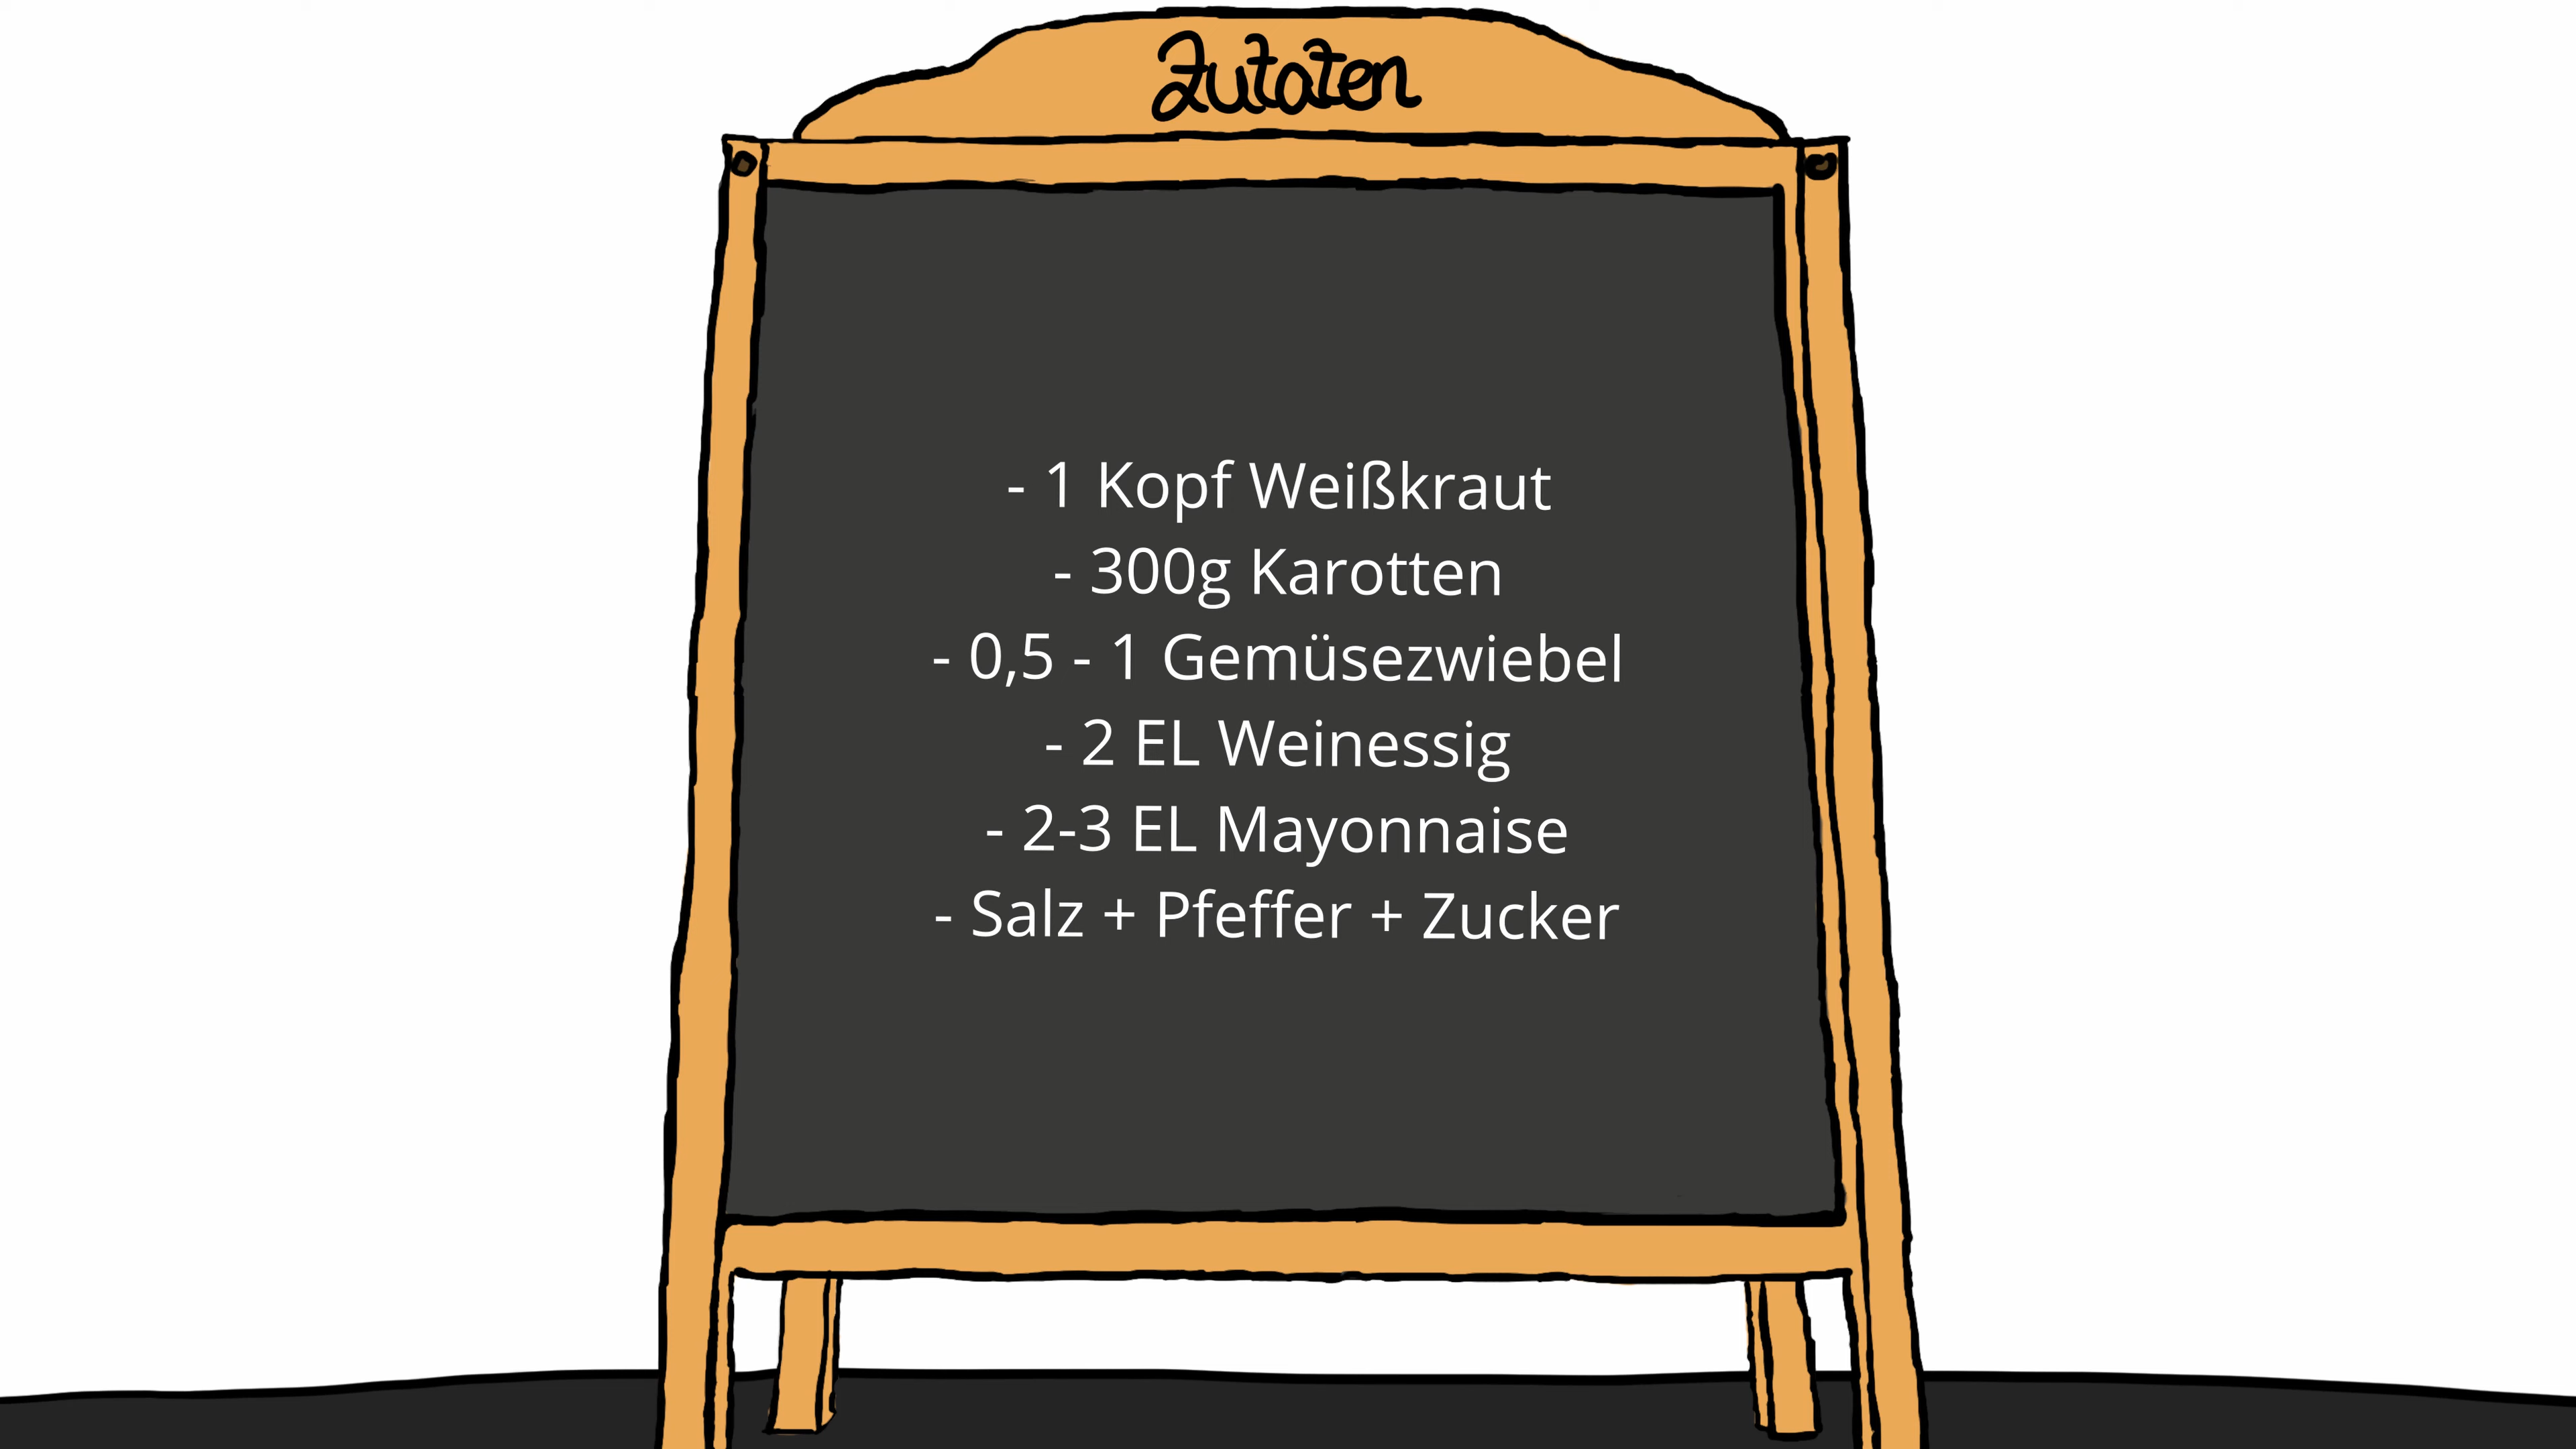 Zutaten
- 1 Kopf Weißkraut
- 300g Karotten
- 0,5 - 1 Gemüsezwiebel
- 2 EL Weinessig
- 2-3 EL Mayonnaise
- Salz + Pfeffer + Zucker